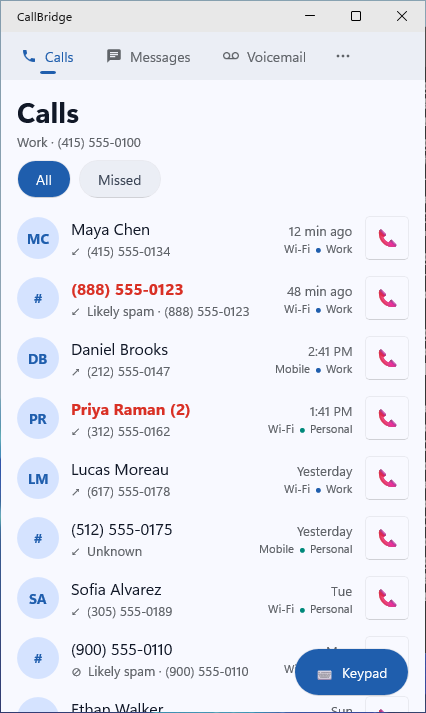 CallBridge
Calls Messages Voicemail
Calls
Work · (415) 555-0100
All Missed
MC Maya Chen 12 min ago
↙ (415) 555-0134 Wi-Fi ● Work
# (888) 555-0123 48 min ago
↙ Likely spam · (888) 555-0123 Wi-Fi ● Work
DB Daniel Brooks 2:41 PM
↗ (212) 555-0147 Mobile ● Work
PR Priya Raman (2) 1:41 PM
↙ (312) 555-0162 Wi-Fi ● Personal
LM Lucas Moreau Yesterday
↗ (617) 555-0178 Wi-Fi ● Work
# (512) 555-0175 Yesterday
↙ Unknown Mobile ● Personal
SA Sofia Alvarez Tue
↙ (305) 555-0189 Wi-Fi ● Personal
# (900) 555-0110
⊘ Likely spam · (900) 555-0110
Keypad
Ethan Walker Sun